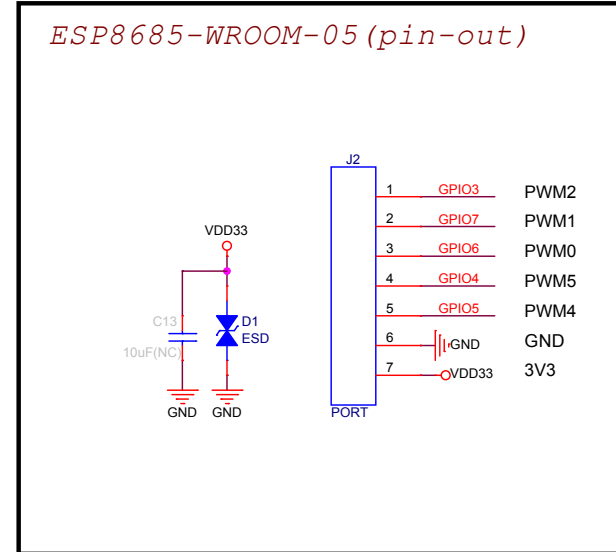 ESP8685-WROOM-05(pin-out)
J2
1 GPIO3 PWM2
2 GPIO7 PWM1
3 GPIO6 PWM0
4 GPIO4 PWM5
5 GPIO5 PWM4
6 GND GND
7 VDD33 3V3
PORT
VDD33
C13
10uF(NC)
D1
ESD
GND GND